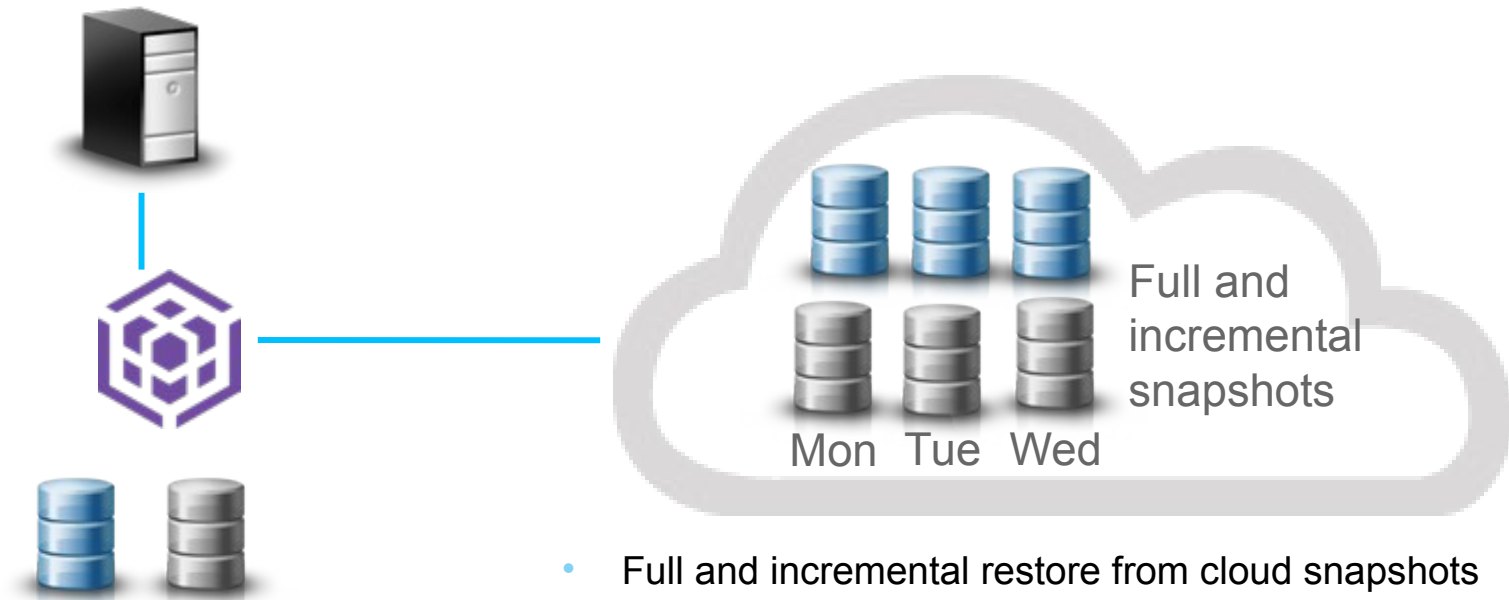 Full and
incremental
snapshots
Mon Tue Wed
• Full and incremental restore from cloud snapshots